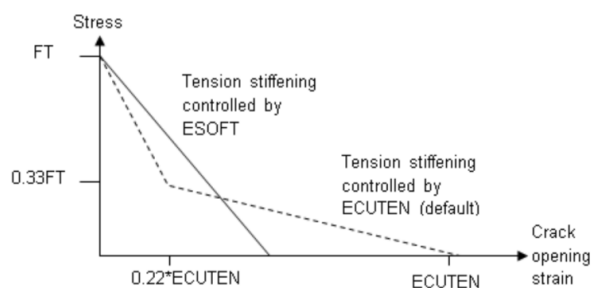 Stress
FT
Tension stiffening
controlled by
ESOFT
0.33FT
Tension stiffening
controlled by
ECUTEN (default)
Crack
opening
strain
0.22*ECUTEN
ECUTEN